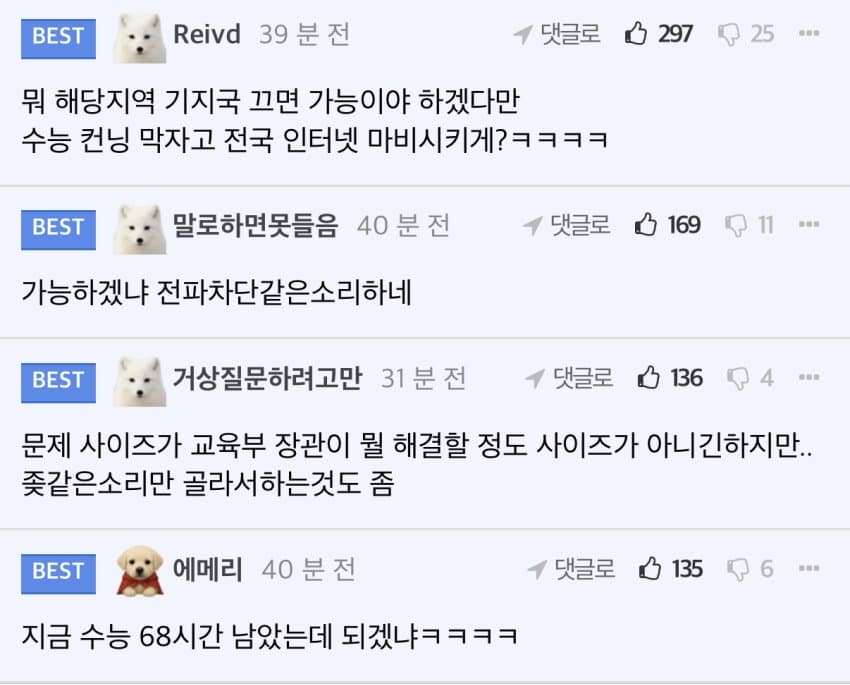 BEST Reivd 39 분 전 댓글로 297 25
뭐 해당지역 기지국 끄면 가능이야 하겠다만
수능 컨닝 막자고 전국 인터넷 마비시키게?ㅋㅋㅋㅋ
BEST 말로하면못들음 40 분 전 댓글로 169 11
가능하겠냐 전파차단같은소리하네
BEST 거상질문하려고만 31 분 전 댓글로 136 4
문제 사이즈가 교육부 장관이 뭘 해결할 정도 사이즈가 아니긴하지만..
좆같은소리만 골라서하는것도 좀
BEST 에메리 40 분 전 댓글로 135 6
지금 수능 68시간 남았는데 되겠냐ㅋㅋㅋㅋ